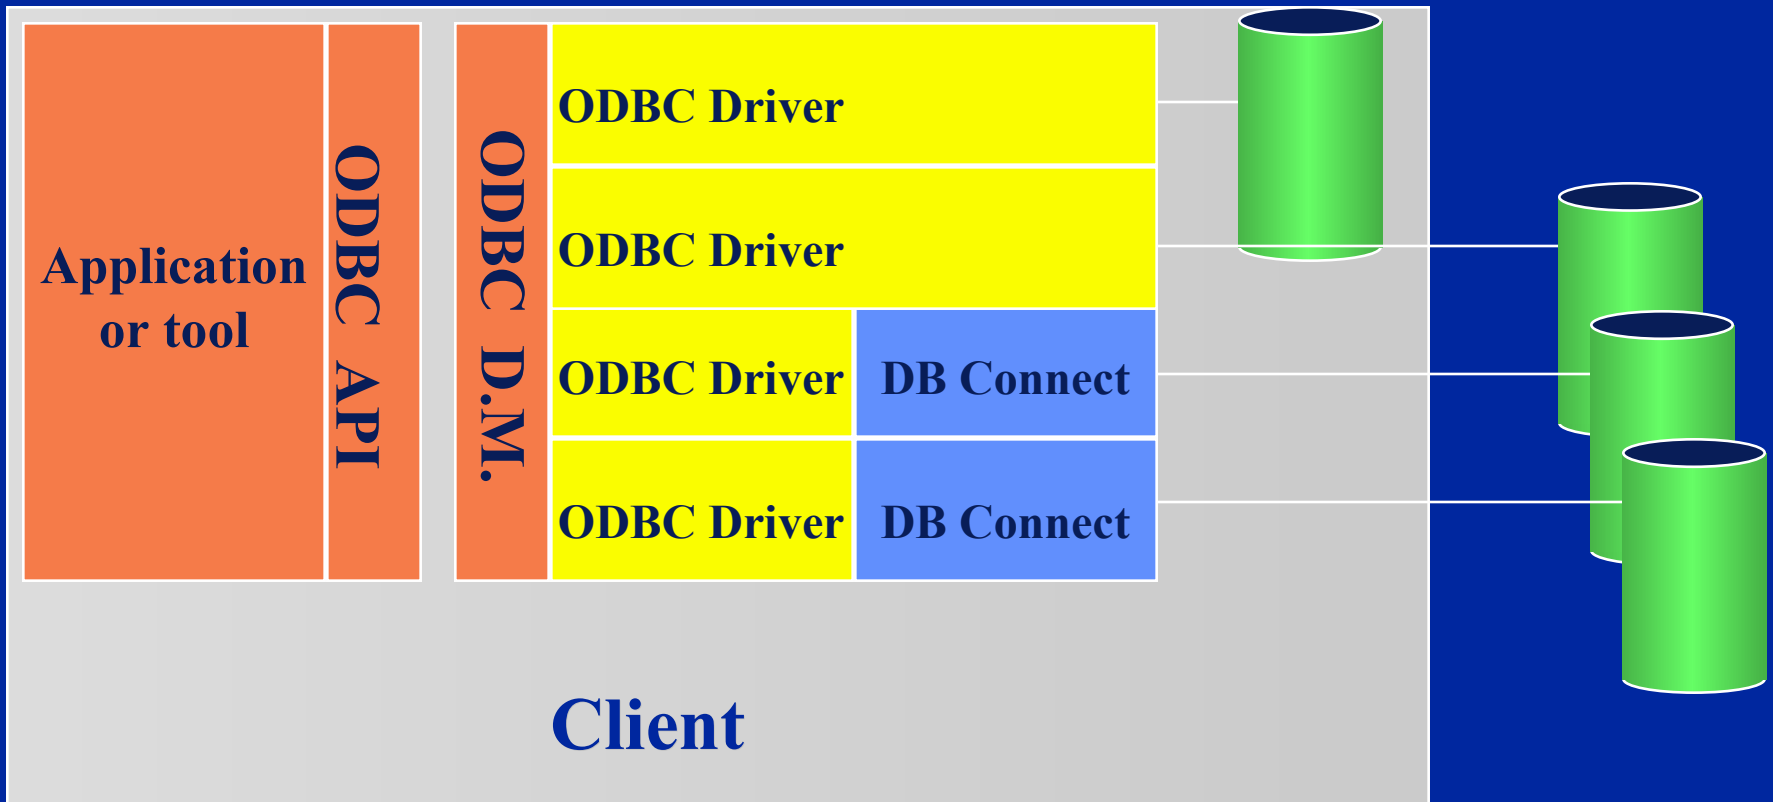 Application
or tool
ODBC API
ODBC D.M.
ODBC Driver
ODBC Driver
ODBC Driver
DB Connect
ODBC Driver
DB Connect
Client